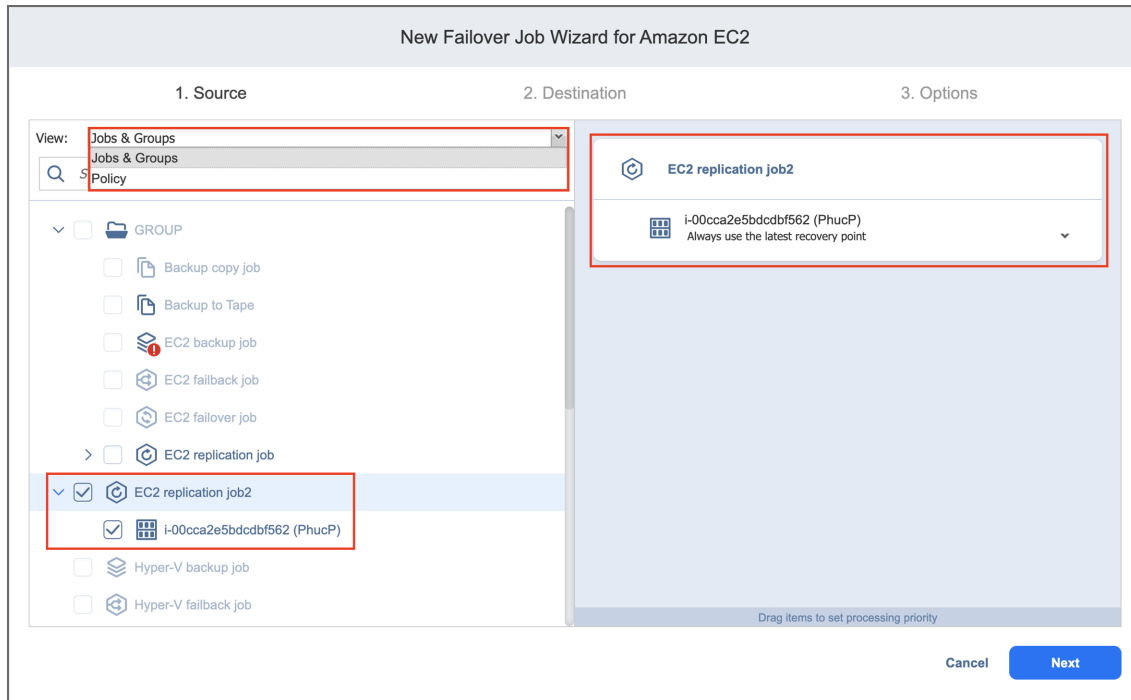 New Failover Job Wizard for Amazon EC2
1. Source 2. Destination 3. Options
View: Jobs & Groups
Jobs & Groups
S
Policy
GROUP
Backup copy job
Backup to Tape
EC2 backup job
EC2 failback job
EC2 failover job
EC2 replication job
EC2 replication job2
i-00cca2e5bdcdbf562 (PhucP)
Hyper-V backup job
Hyper-V failback job
EC2 replication job2
i-00cca2e5bdcdbf562 (PhucP)
Always use the latest recovery point
Drag items to set processing priority
Cancel Next